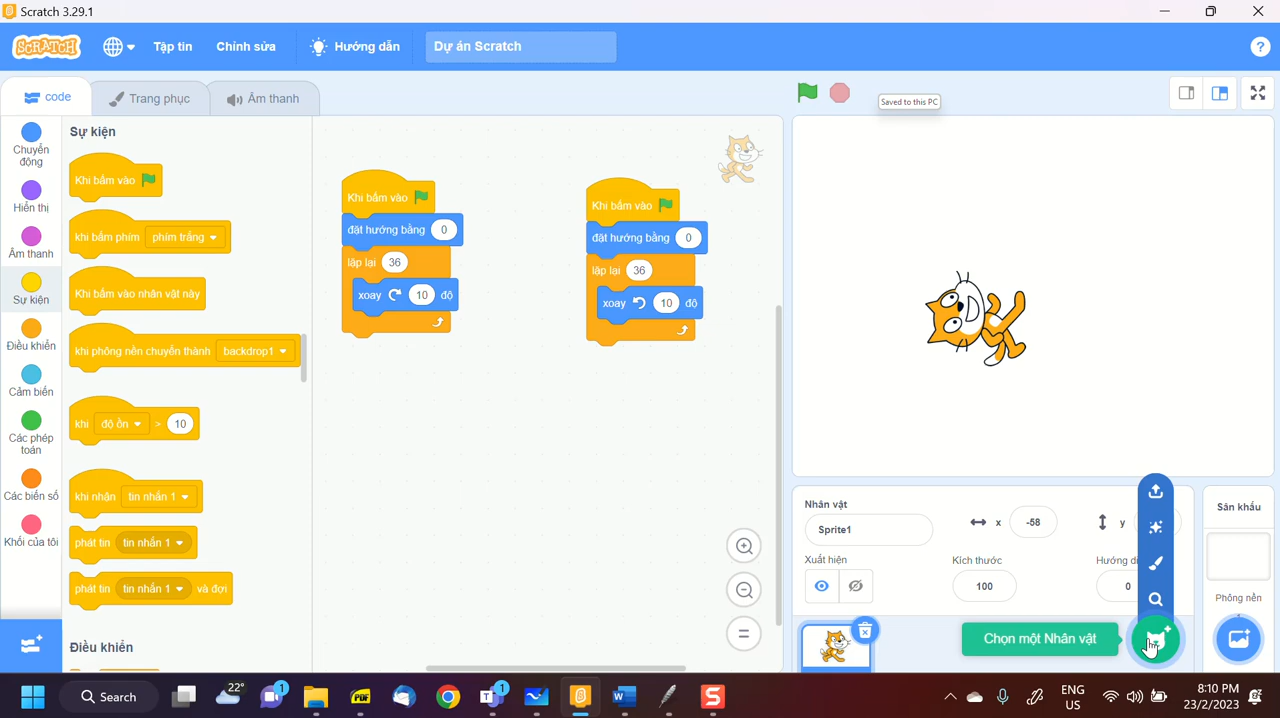 Scratch 3.29.1
SCRATCH
Tập tin
Chỉnh sửa
Hướng dẫn
Dự án Scratch
?
code
Trang phục
Âm thanh
Saved to this PC
Chuyển động
Hiển thị
Âm thanh
Sự kiện
Điều khiển
Cảm biến
Các phép toán
Các biến số
Khối của tôi
Sự kiện
Khi bấm vào
khi bấm phím phím trắng
Khi bấm vào nhân vật này
khi phông nền chuyển thành backdrop1
khi độ ồn > 10
khi nhận tin nhắn 1
phát tin tin nhắn 1
phát tin tin nhắn 1 và đợi
Điều khiển
Khi bấm vào
đặt hướng bằng 0
lặp lại 36
xoay 10 độ
Khi bấm vào
đặt hướng bằng 0
lặp lại 36
xoay 10 độ
Nhân vật
Sprite1
x -58
y
Xuất hiện
Kích thước
100
Hướng
0
Chọn một Nhân vật
Sân khấu
Phông nền
Search
22°
1
PDF
1
ENG
US
8:10 PM
23/2/2023